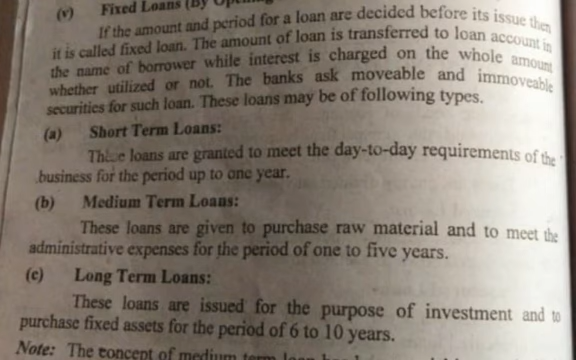 (v) Fixed Loans (By
If the amount and period for a loan are decided before its issue then
it is called fixed loan. The amount of loan is transferred to loan account in
the name of borrower while interest is charged on the whole amount
whether utilized or not. The banks ask moveable and immoveable
securities for such loan. These loans may be of following types.
(a) Short Term Loans:
These loans are granted to meet the day-to-day requirements of the
business for the period up to one year.
(b) Medium Term Loans:
These loans are given to purchase raw material and to meet the
administrative expenses for the period of one to five years.
(c) Long Term Loans:
These loans are issued for the purpose of investment and to
purchase fixed assets for the period of 6 to 10 years.
Note: The concept of medium term loan